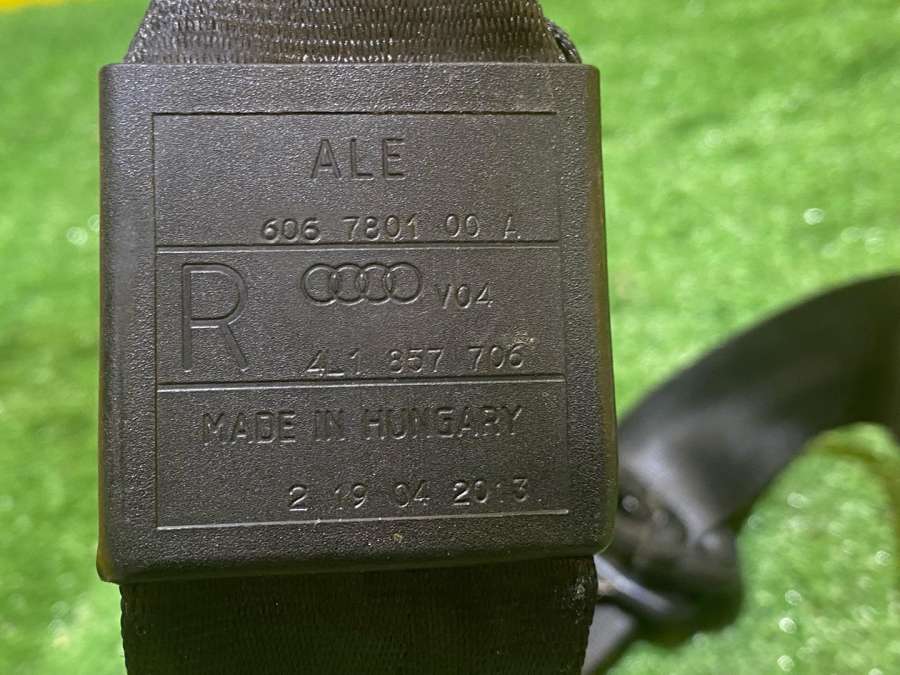 ALE
606 7801 00 A
R V04
4L1 857 706
MADE IN HUNGARY
2 19 04 2013